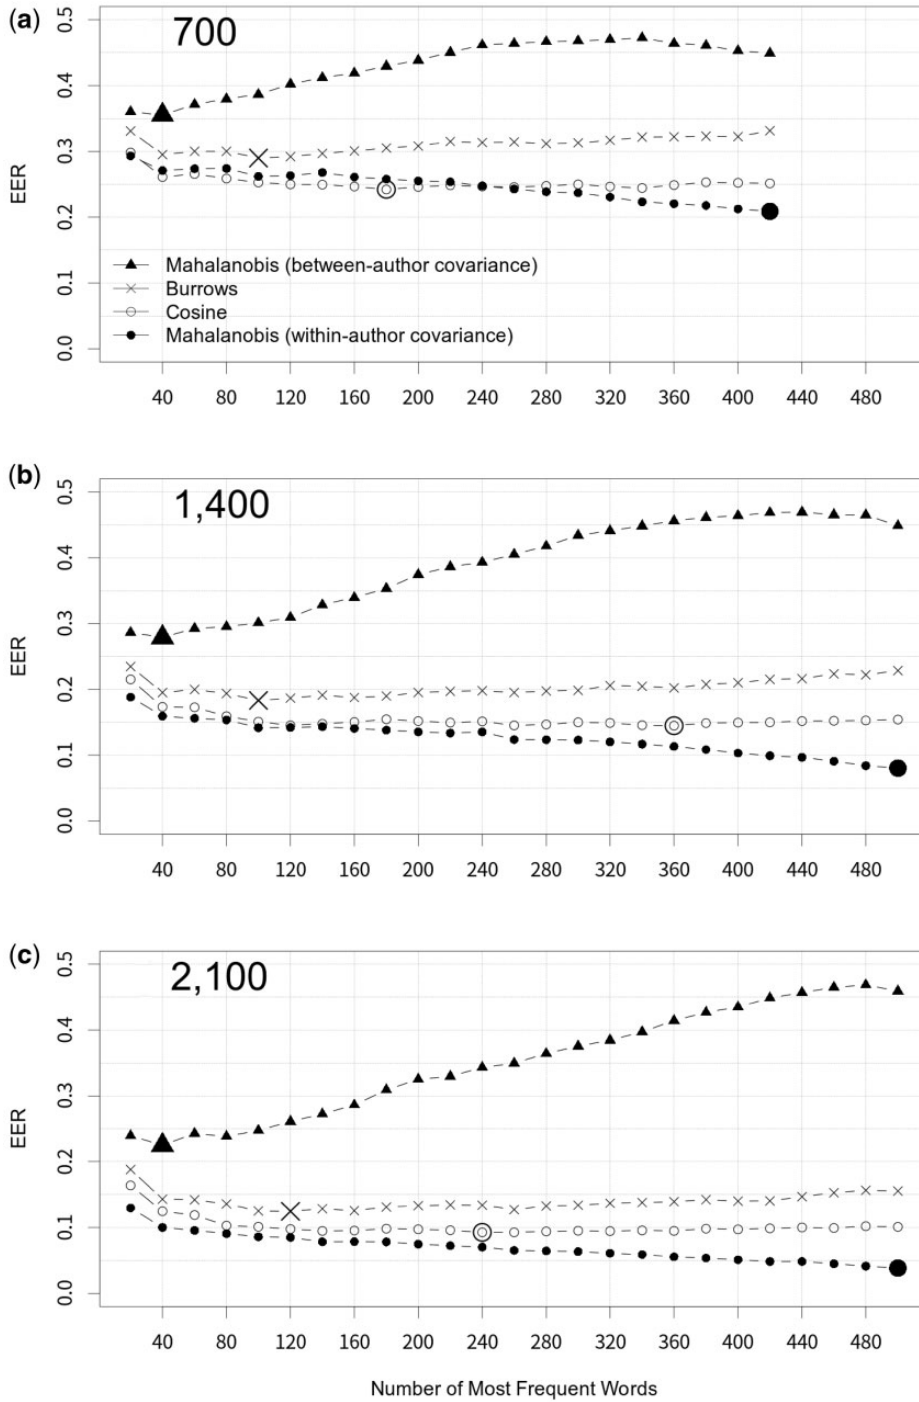 (a)
700
EER
0.5
0.4
0.3
0.2
0.1
0.0
Mahalanobis (between-author covariance)
Burrows
Cosine
Mahalanobis (within-author covariance)
40 80 120 160 200 240 280 320 360 400 440 480
(b)
1,400
EER
0.5
0.4
0.3
0.2
0.1
0.0
40 80 120 160 200 240 280 320 360 400 440 480
(c)
2,100
EER
0.5
0.4
0.3
0.2
0.1
0.0
40 80 120 160 200 240 280 320 360 400 440 480
Number of Most Frequent Words